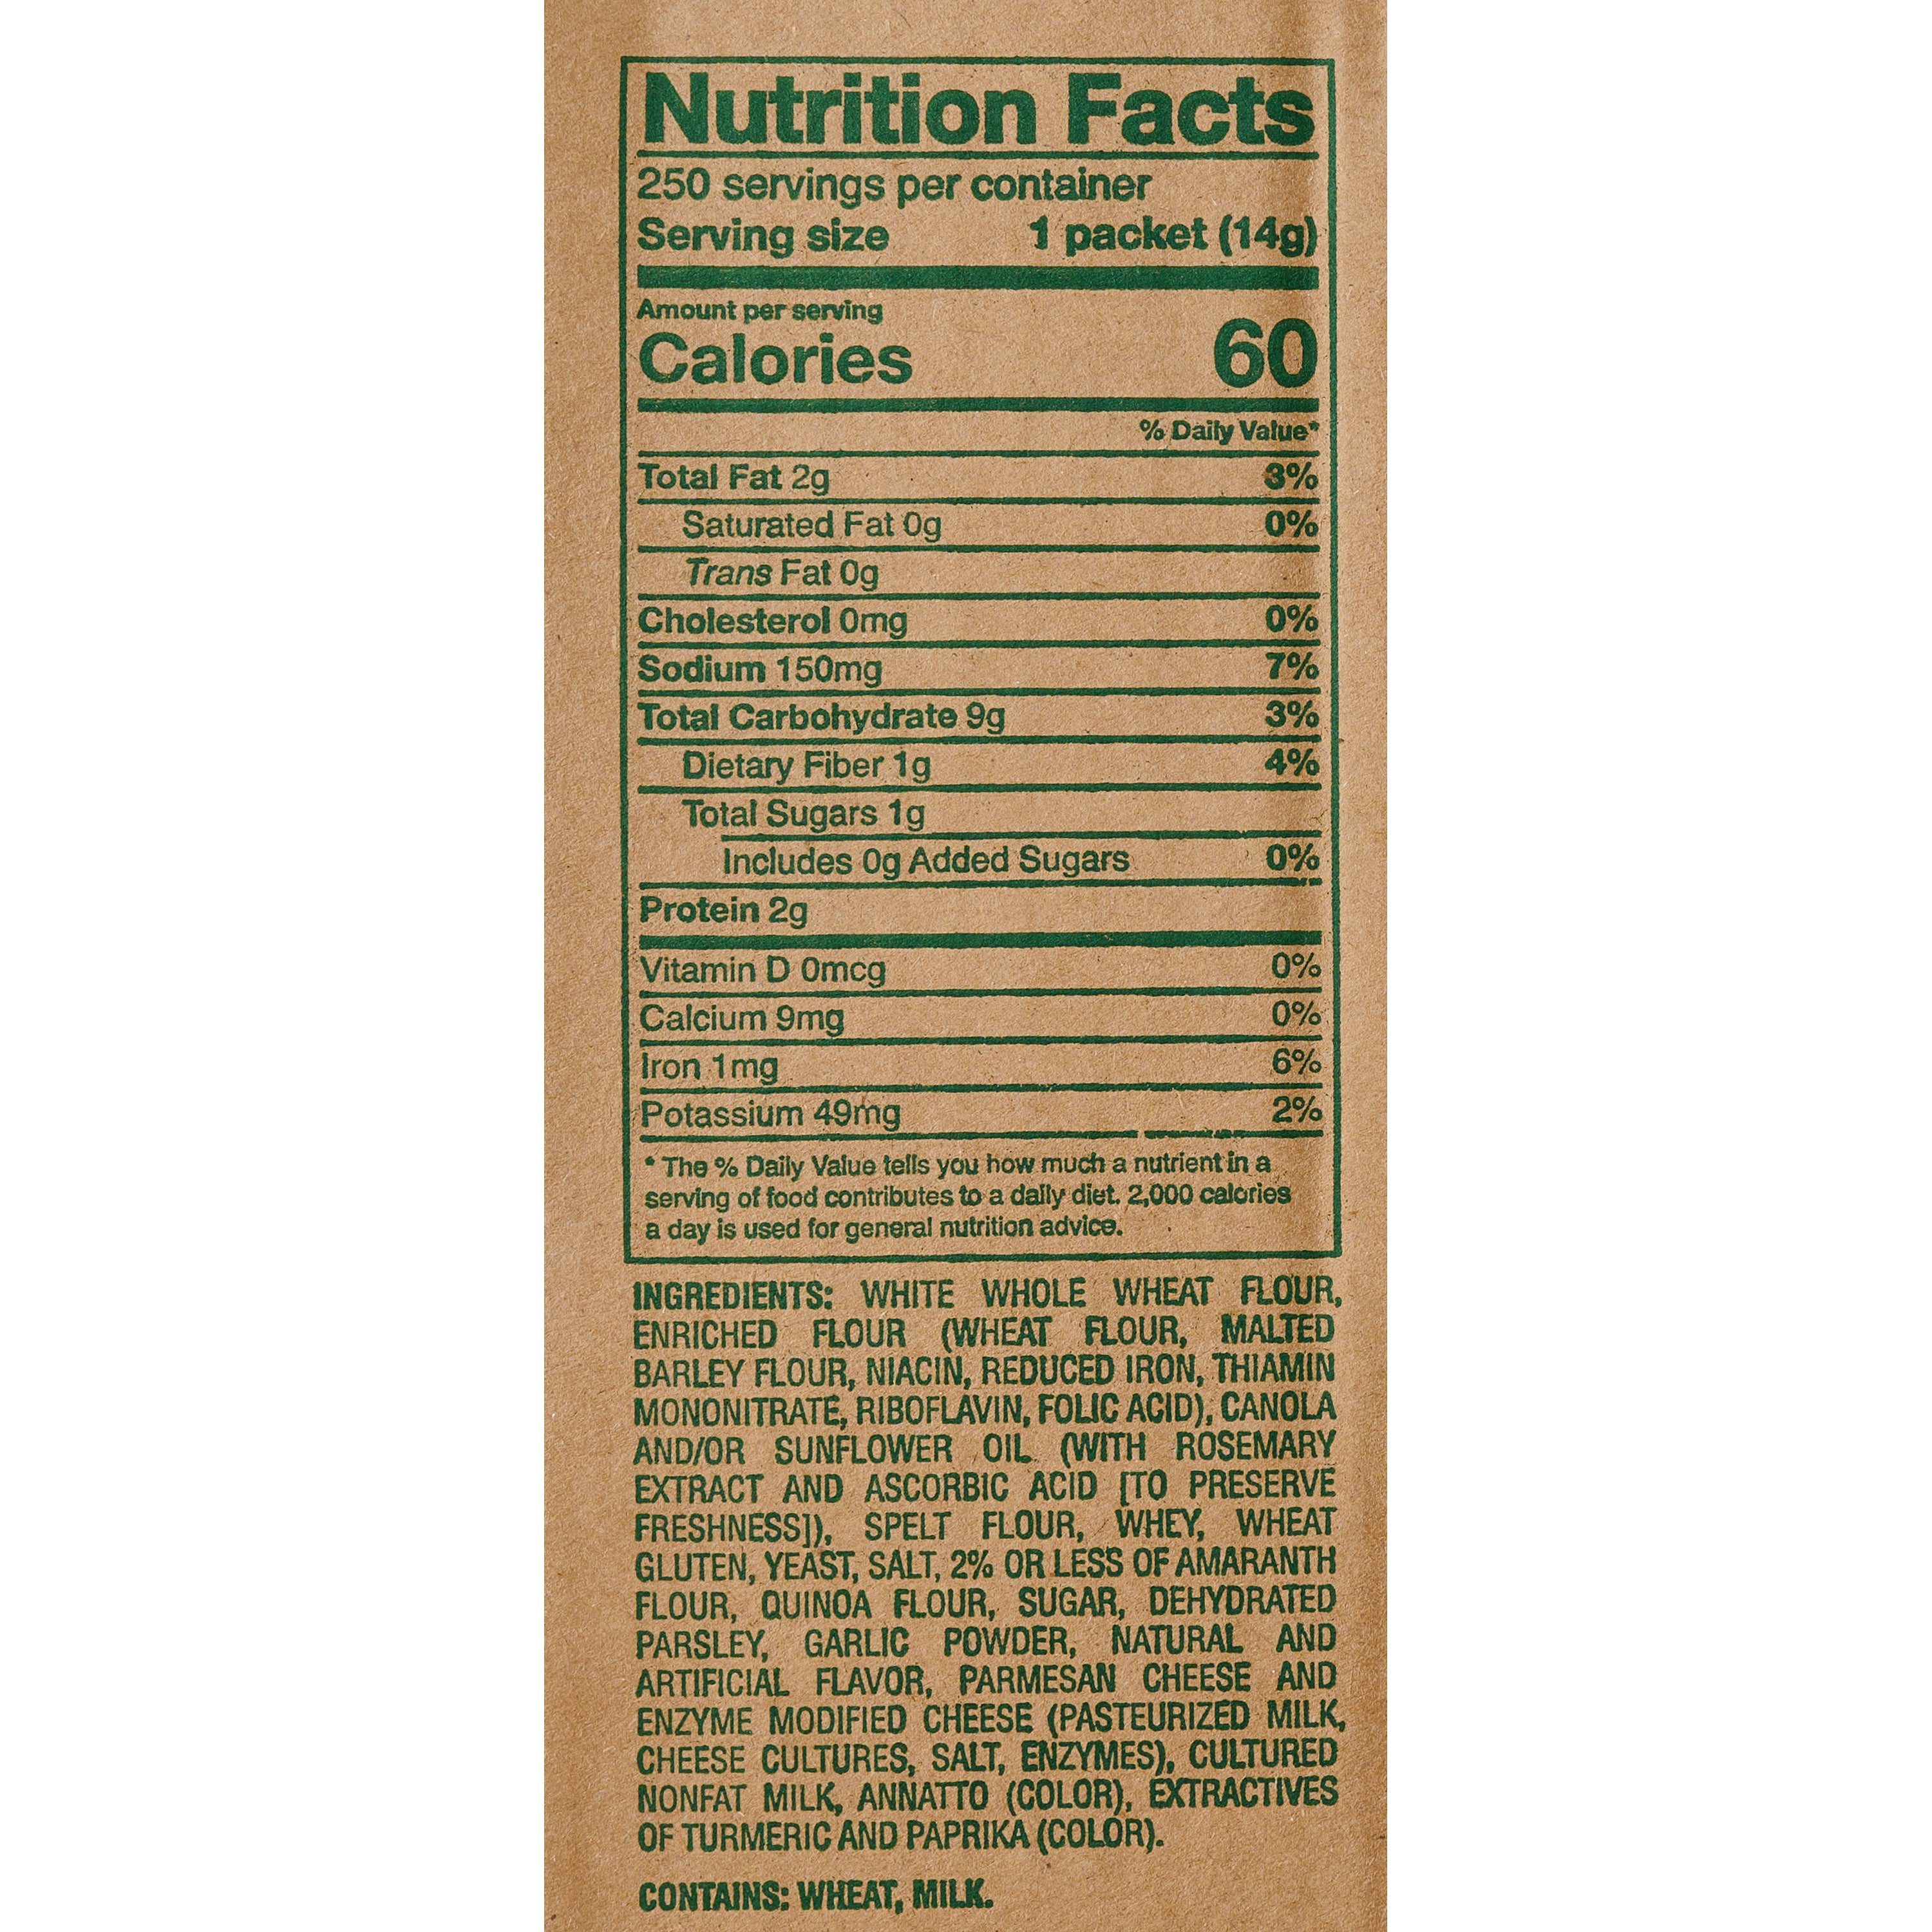 Nutrition Facts
250 servings per container
Serving size 1 packet (14g)
Amount per serving
Calories 60
% Daily Value*
Total Fat 2g 3%
Saturated Fat 0g 0%
Trans Fat 0g
Cholesterol 0mg 0%
Sodium 150mg 7%
Total Carbohydrate 9g 3%
Dietary Fiber 1g 4%
Total Sugars 1g
Includes 0g Added Sugars 0%
Protein 2g
Vitamin D 0mcg 0%
Calcium 9mg 0%
Iron 1mg 6%
Potassium 49mg 2%
* The % Daily Value tells you how much a nutrient in a
serving of food contributes to a daily diet. 2,000 calories
a day is used for general nutrition advice.
INGREDIENTS: WHITE WHOLE WHEAT FLOUR,
ENRICHED FLOUR (WHEAT FLOUR, MALTED
BARLEY FLOUR, NIACIN, REDUCED IRON, THIAMIN
MONONITRATE, RIBOFLAVIN, FOLIC ACID), CANOLA
AND/OR SUNFLOWER OIL (WITH ROSEMARY
EXTRACT AND ASCORBIC ACID [TO PRESERVE
FRESHNESS]), SPELT FLOUR, WHEY, WHEAT
GLUTEN, YEAST, SALT, 2% OR LESS OF AMARANTH
FLOUR, QUINOA FLOUR, SUGAR, DEHYDRATED
PARSLEY, GARLIC POWDER, NATURAL AND
ARTIFICIAL FLAVOR, PARMESAN CHEESE AND
ENZYME MODIFIED CHEESE (PASTEURIZED MILK,
CHEESE CULTURES, SALT, ENZYMES), CULTURED
NONFAT MILK, ANNATTO (COLOR), EXTRACTIVES
OF TURMERIC AND PAPRIKA (COLOR).
CONTAINS: WHEAT, MILK.